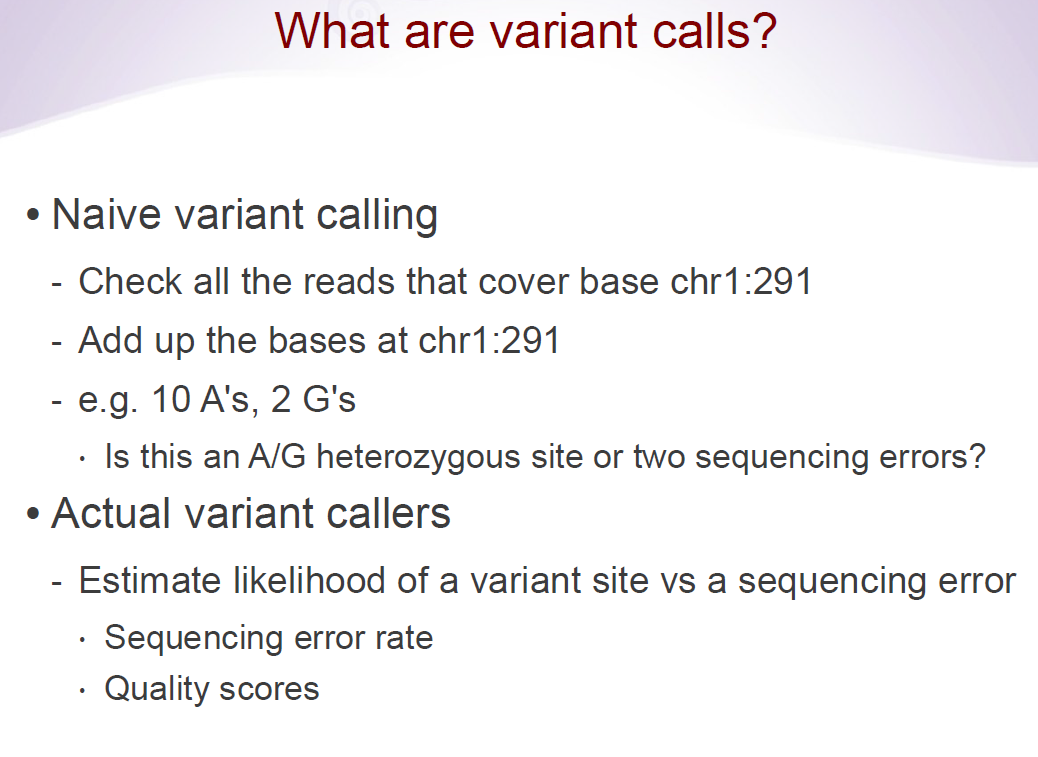 What are variant calls?
• Naive variant calling
- Check all the reads that cover base chr1:291
- Add up the bases at chr1:291
- e.g. 10 A's, 2 G's
· Is this an A/G heterozygous site or two sequencing errors?
• Actual variant callers
- Estimate likelihood of a variant site vs a sequencing error
· Sequencing error rate
· Quality scores